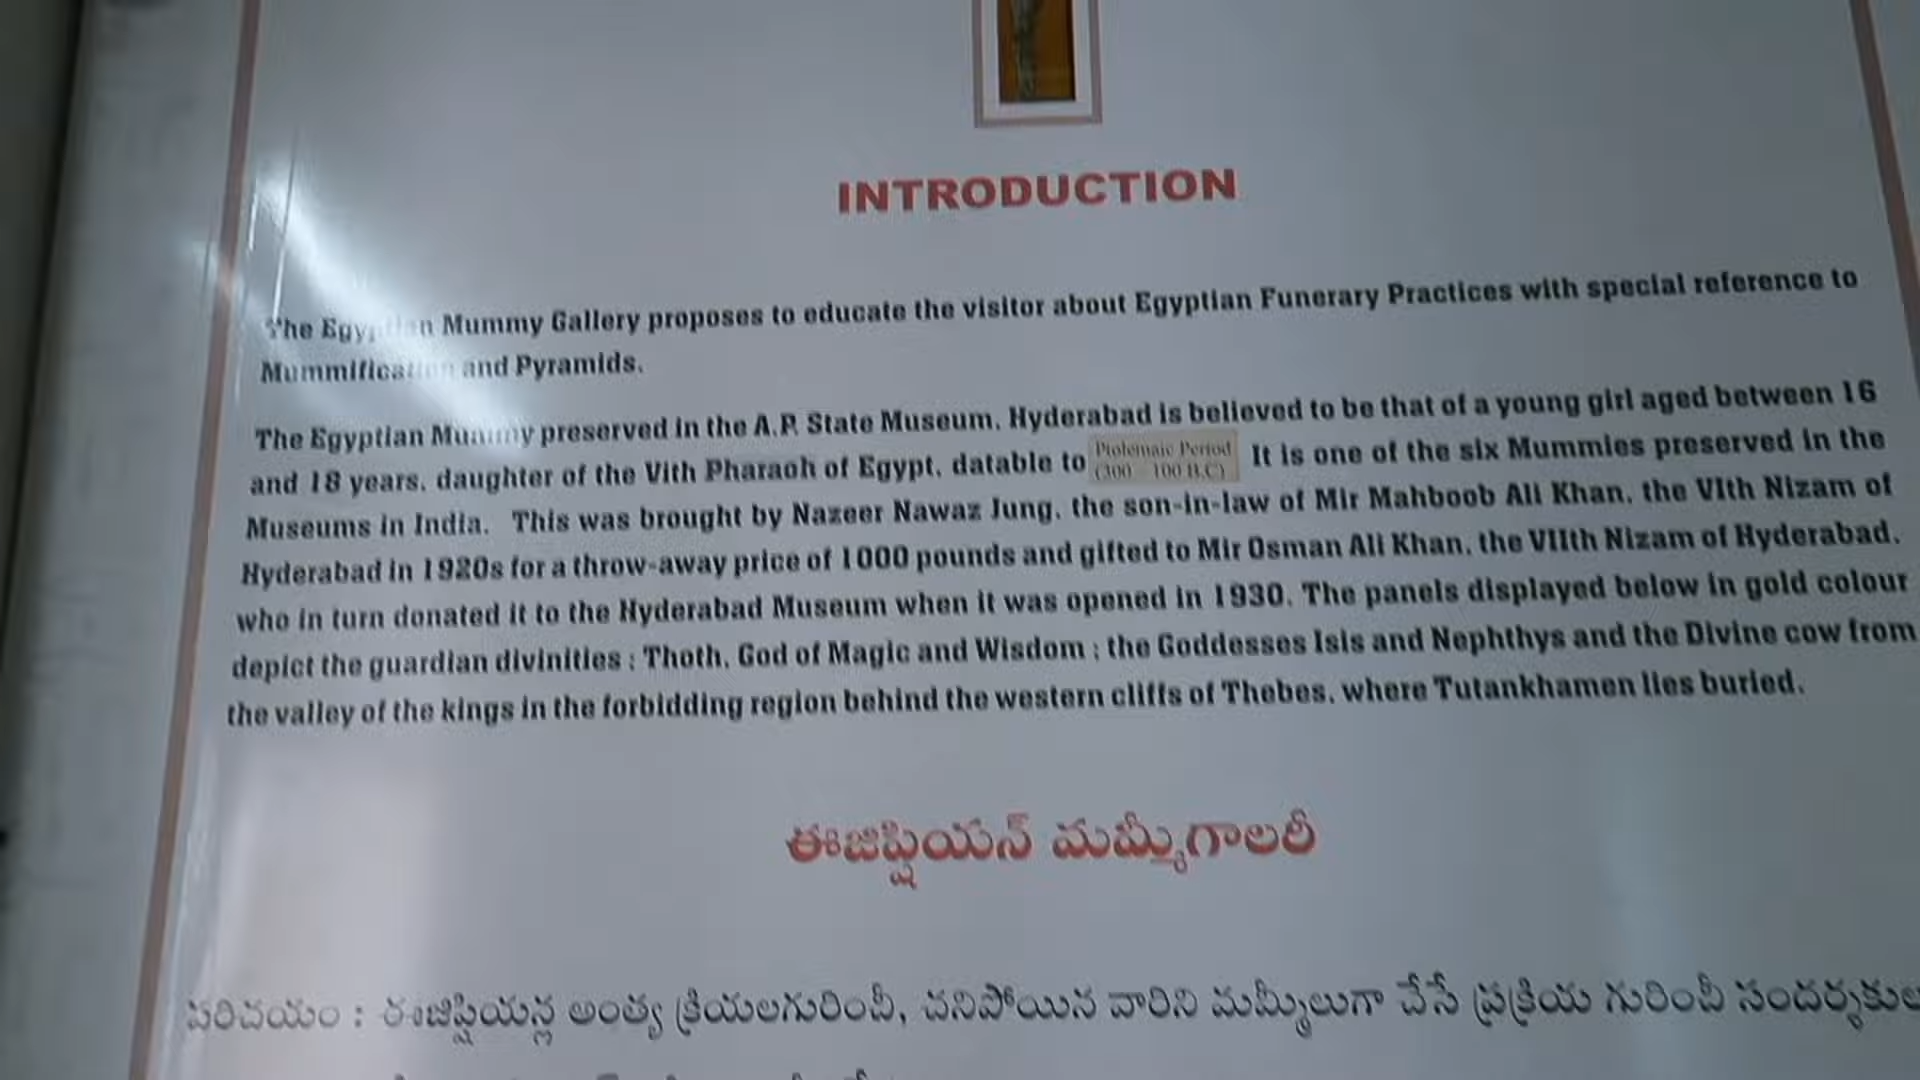 INTRODUCTION
The Egyptian Mummy Gallery proposes to educate the visitor about Egyptian Funerary Practices with special reference to
Mummification and Pyramids.
The Egyptian Mummy preserved in the A.P. State Museum, Hyderabad is believed to be that of a young girl aged between 16
and 18 years, daughter of the Vith Pharaoh of Egypt, datable to Ptolemaic Period (300 100 B.C) It is one of the six Mummies preserved in the
Museums in India. This was brought by Nazeer Nawaz Jung, the son-in-law of Mir Mahboob Ali Khan, the VIth Nizam of
Hyderabad in 1920s for a throw-away price of 1000 pounds and gifted to Mir Osman Ali Khan, the VIIth Nizam of Hyderabad,
who in turn donated it to the Hyderabad Museum when it was opened in 1930. The panels displayed below in gold colour
depict the guardian divinities ; Thoth, God of Magic and Wisdom ; the Goddesses Isis and Nephthys and the Divine cow from
the valley of the kings in the forbidding region behind the western cliffs of Thebes, where Tutankhamen lies buried.
ఈజిప్షియన్ మమ్మీగాలరీ
పరిచయం : ఈజిప్షియన్ల అంత్య క్రియలగురించీ, చనిపోయిన వారిని మమ్మీలుగా చేసే ప్రక్రియ గురించీ